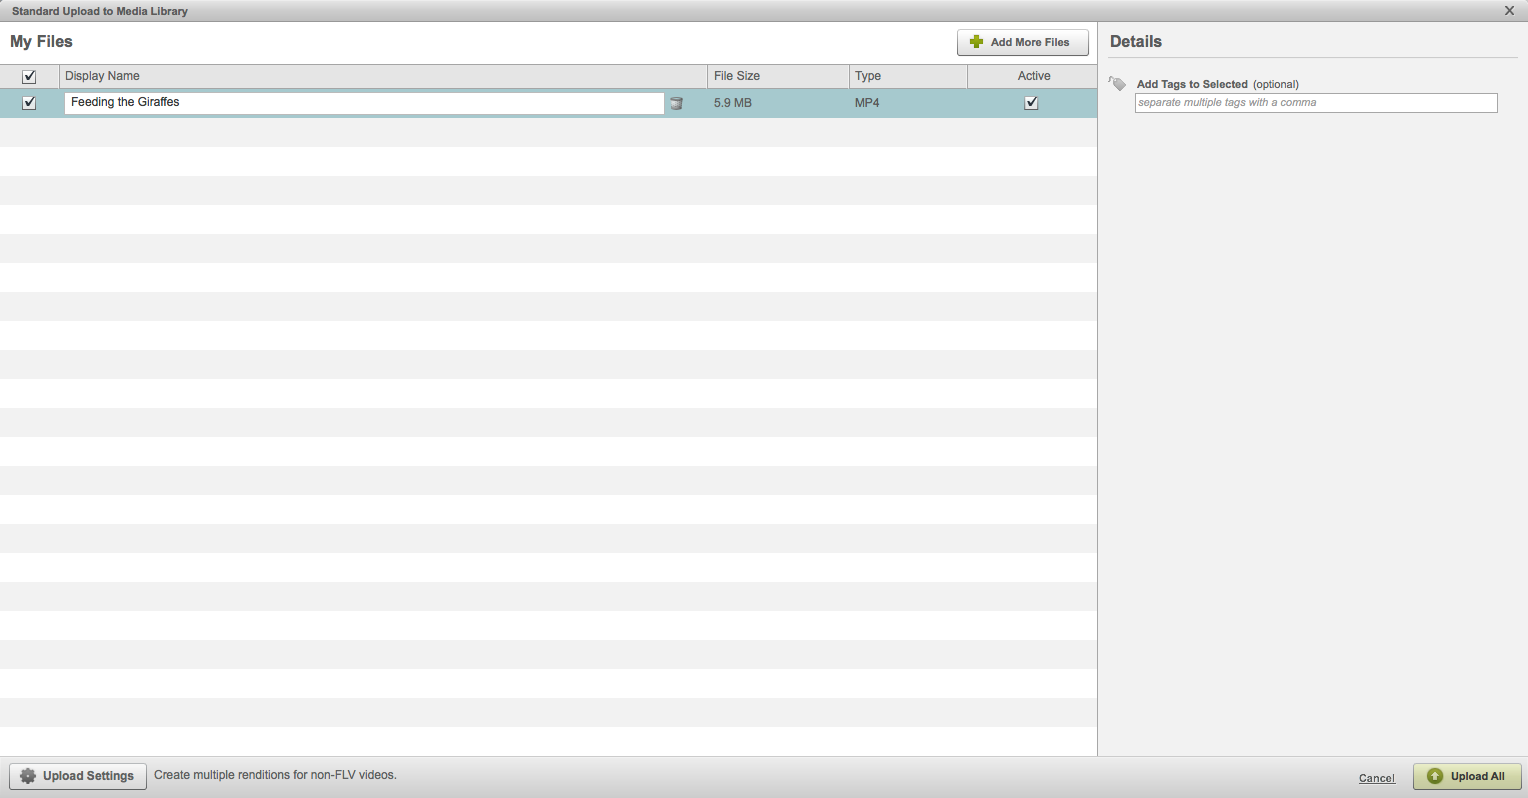 Standard Upload to Media Library
My Files
Add More Files
Details
Display Name
File Size
Type
Active
Feeding the Giraffes
5.9 MB
MP4
Add Tags to Selected (optional)
separate multiple tags with a comma
Upload Settings
Create multiple renditions for non-FLV videos.
Cancel
Upload All